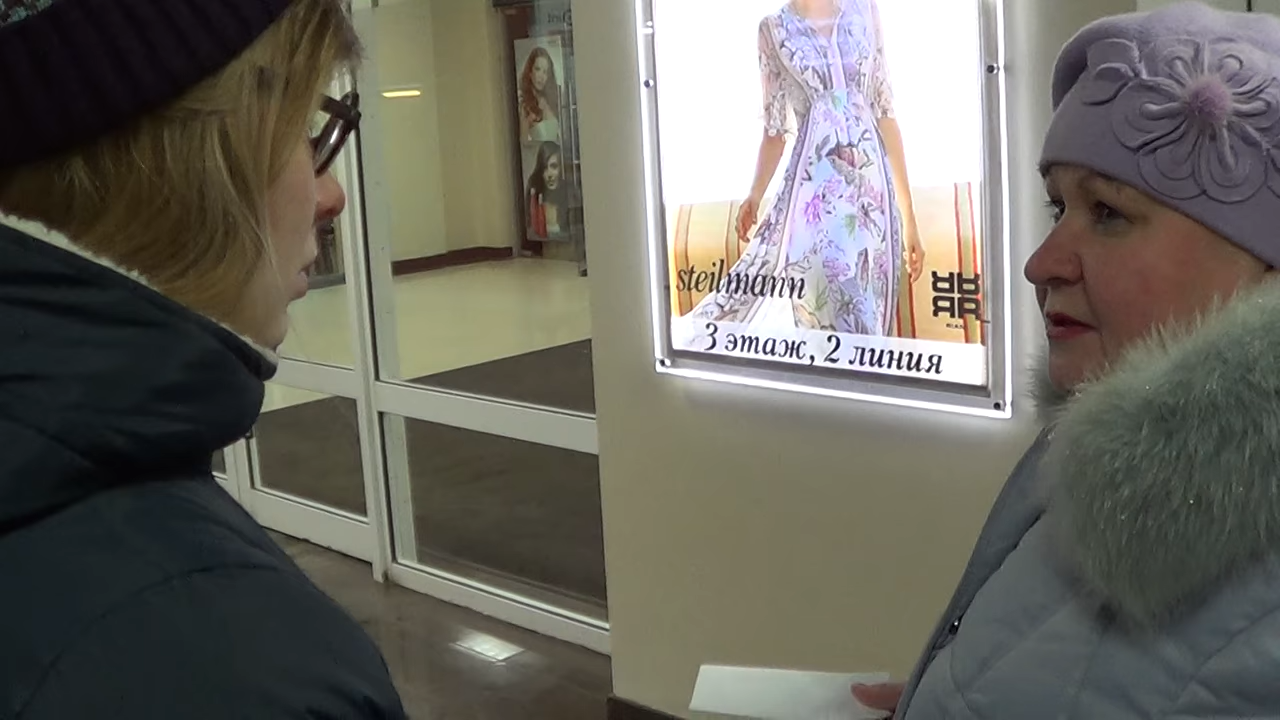 steilmann
3 этаж, 2 линия